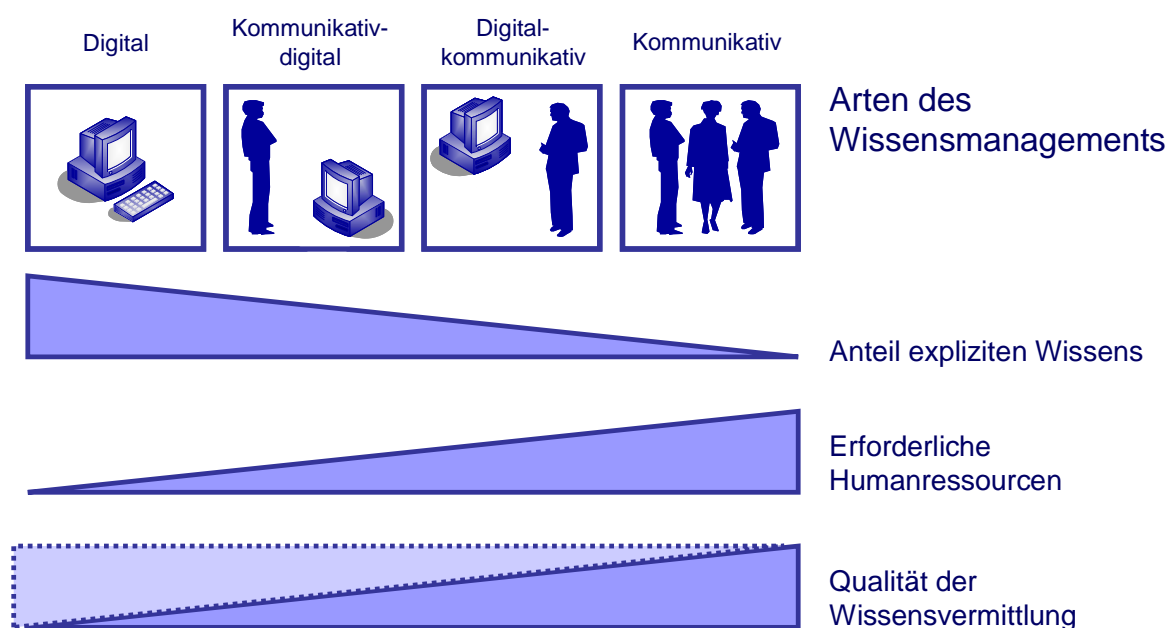 Digital
Kommunikativ-
digital
Digital-
kommunikativ
Kommunikativ
Arten des
Wissensmanagements
Anteil expliziten Wissens
Erforderliche
Humanressourcen
Qualität der
Wissensvermittlung